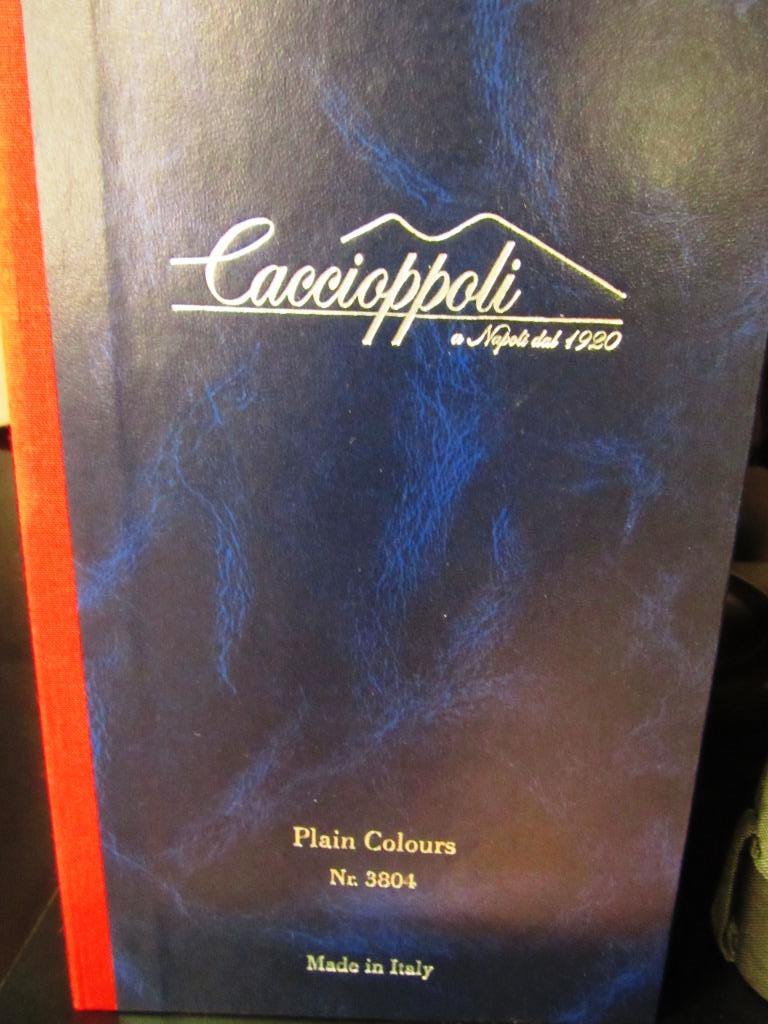 Caccioppoli
a Napoli dal 1920
Plain Colours
Nr. 3804
Made in Italy